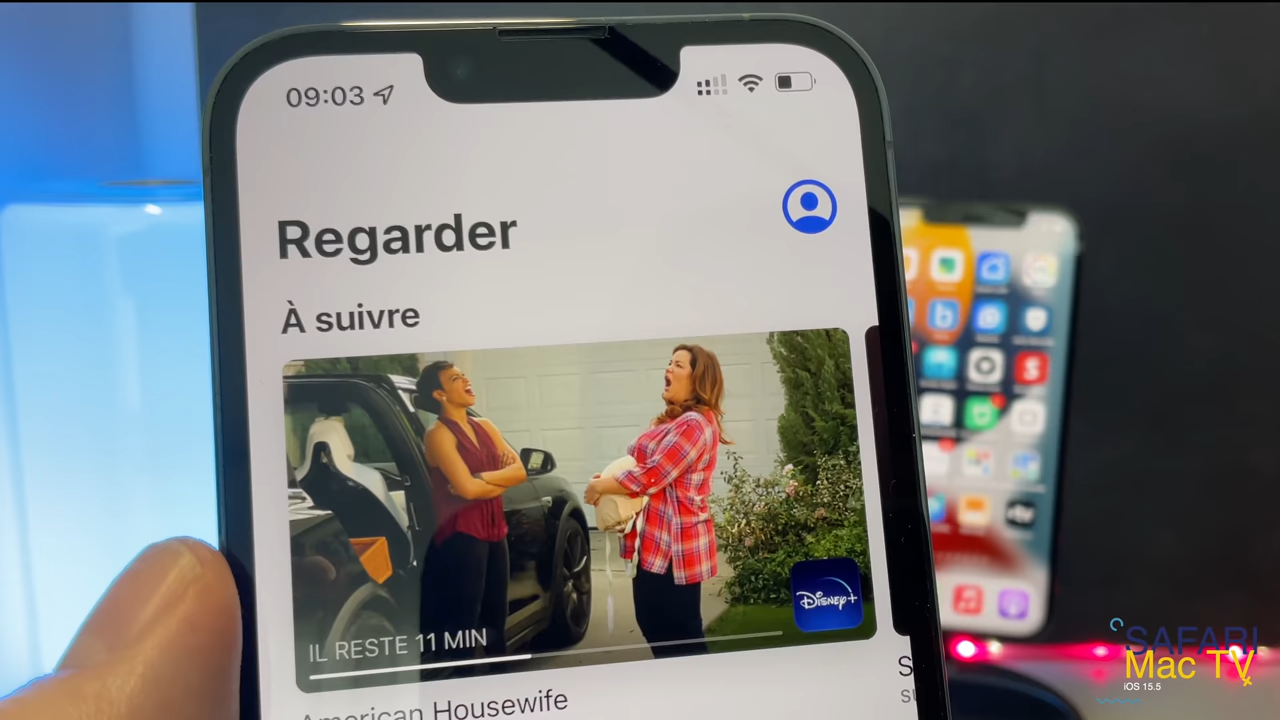 09:03
Regarder
À suivre
Disney+
IL RESTE 11 MIN
American Housewife
SAFARI
Mac TV
iOS 15.5